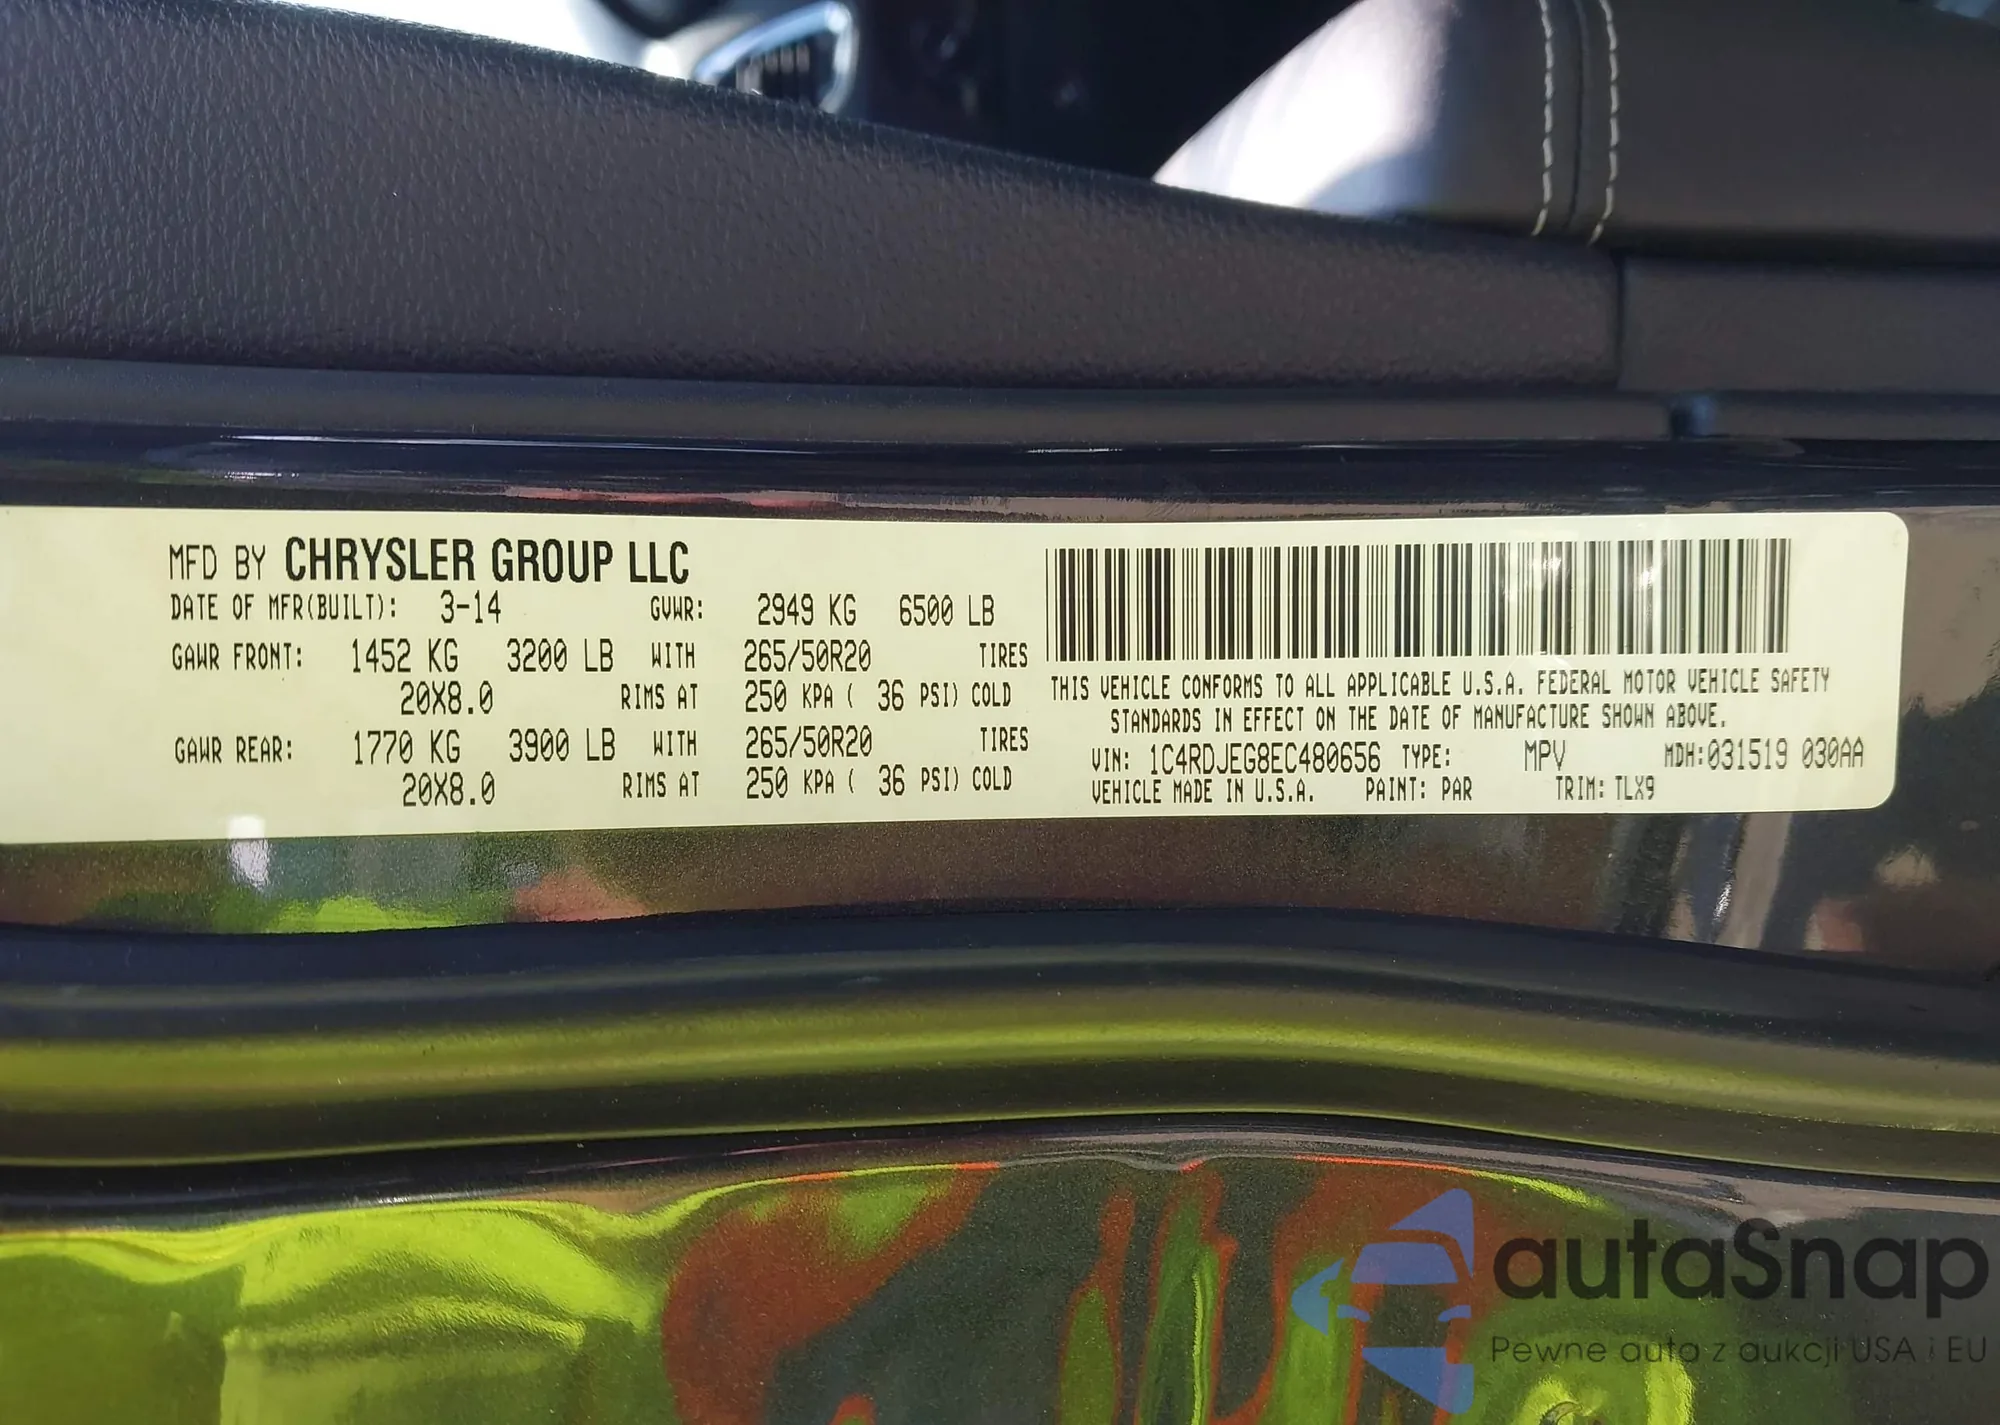 MFD BY CHRYSLER GROUP LLC
DATE OF MFR(BUILT): 3-14 GVWR: 2949 KG 6500 LB
GAWR FRONT: 1452 KG 3200 LB WITH 265/50R20 TIRES
20X8.0 RIMS AT 250 KPA ( 36 PSI) COLD
GAWR REAR: 1770 KG 3900 LB WITH 265/50R20 TIRES
20X8.0 RIMS AT 250 KPA ( 36 PSI) COLD
THIS VEHICLE CONFORMS TO ALL APPLICABLE U.S.A. FEDERAL MOTOR VEHICLE SAFETY
STANDARDS IN EFFECT ON THE DATE OF MANUFACTURE SHOWN ABOVE.
VIN: 1C4RDJEG8EC480656 TYPE: MPV MDH:031519 030AA
VEHICLE MADE IN U.S.A. PAINT: PAR TRIM: TLX9
autaSnap
Pewne auta z aukcji USA i EU